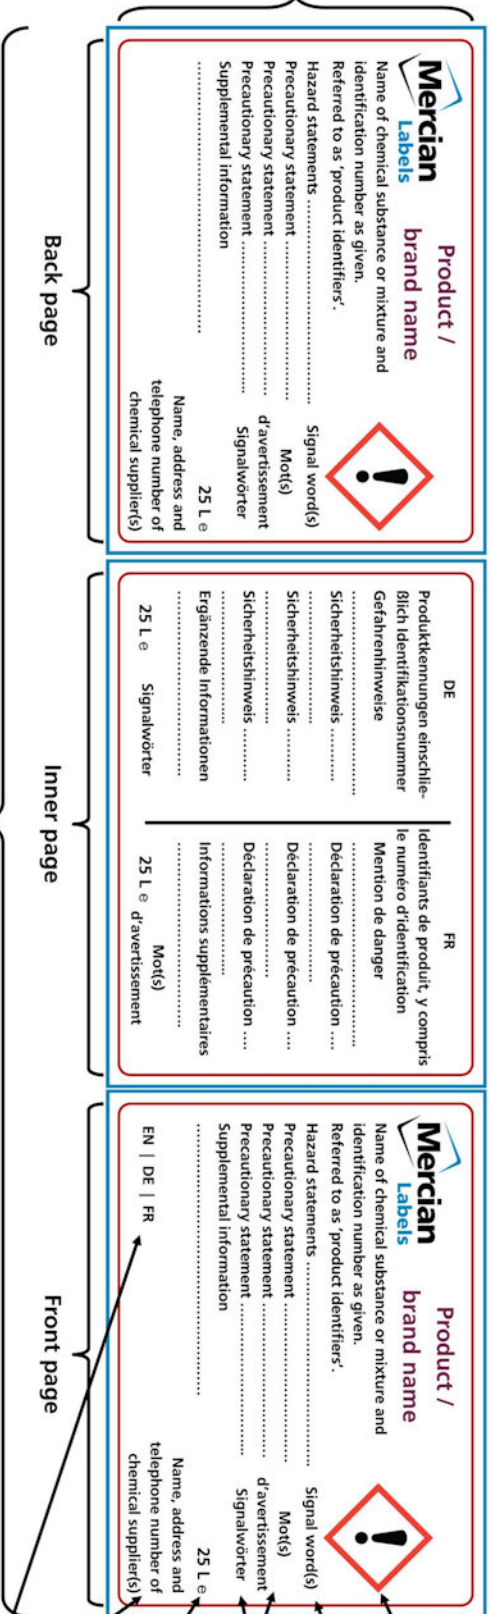 Mercian
Labels
Product /
brand name
Name of chemical substance or mixture and
identification number as given.
Referred to as 'product identifiers'.
Hazard statements ........................................
Precautionary statement ..............................
Precautionary statement ..............................
Precautionary statement ..............................
Supplemental information
....................................................
Signal word(s)
Mot(s)
d'avertissement
Signalwörter
25 L e
Name, address and
telephone number of
chemical supplier(s)
Back page
DE
Produktkennungen einschlie-
ßlich Identifikationsnummer
Gefahrenhinweise
.......................................
Sicherheitshinweis .........
.........................
Sicherheitshinweis .........
.........................
Sicherheitshinweis .........
.........................
Ergänzende Informationen
.......................................
25 L e Signalwörter
FR
Identifiants de produit, y compris
le numéro d'identification
Mention de danger
.......................................
Déclaration de précaution ....
.........................
Déclaration de précaution ....
.........................
Déclaration de précaution ....
.........................
Informations supplémentaires
.......................................
25 L e
Mot(s)
d'avertissement
Inner page
Mercian
Labels
Product /
brand name
Name of chemical substance or mixture and
identification number as given.
Referred to as 'product identifiers'.
Hazard statements ........................................
Precautionary statement ..............................
Precautionary statement ..............................
Precautionary statement ..............................
Supplemental information
....................................................
EN | DE | FR
Signal word(s)
Mot(s)
d'avertissement
Signalwörter
25 L e
Name, address and
telephone number of
chemical supplier(s)
Front page